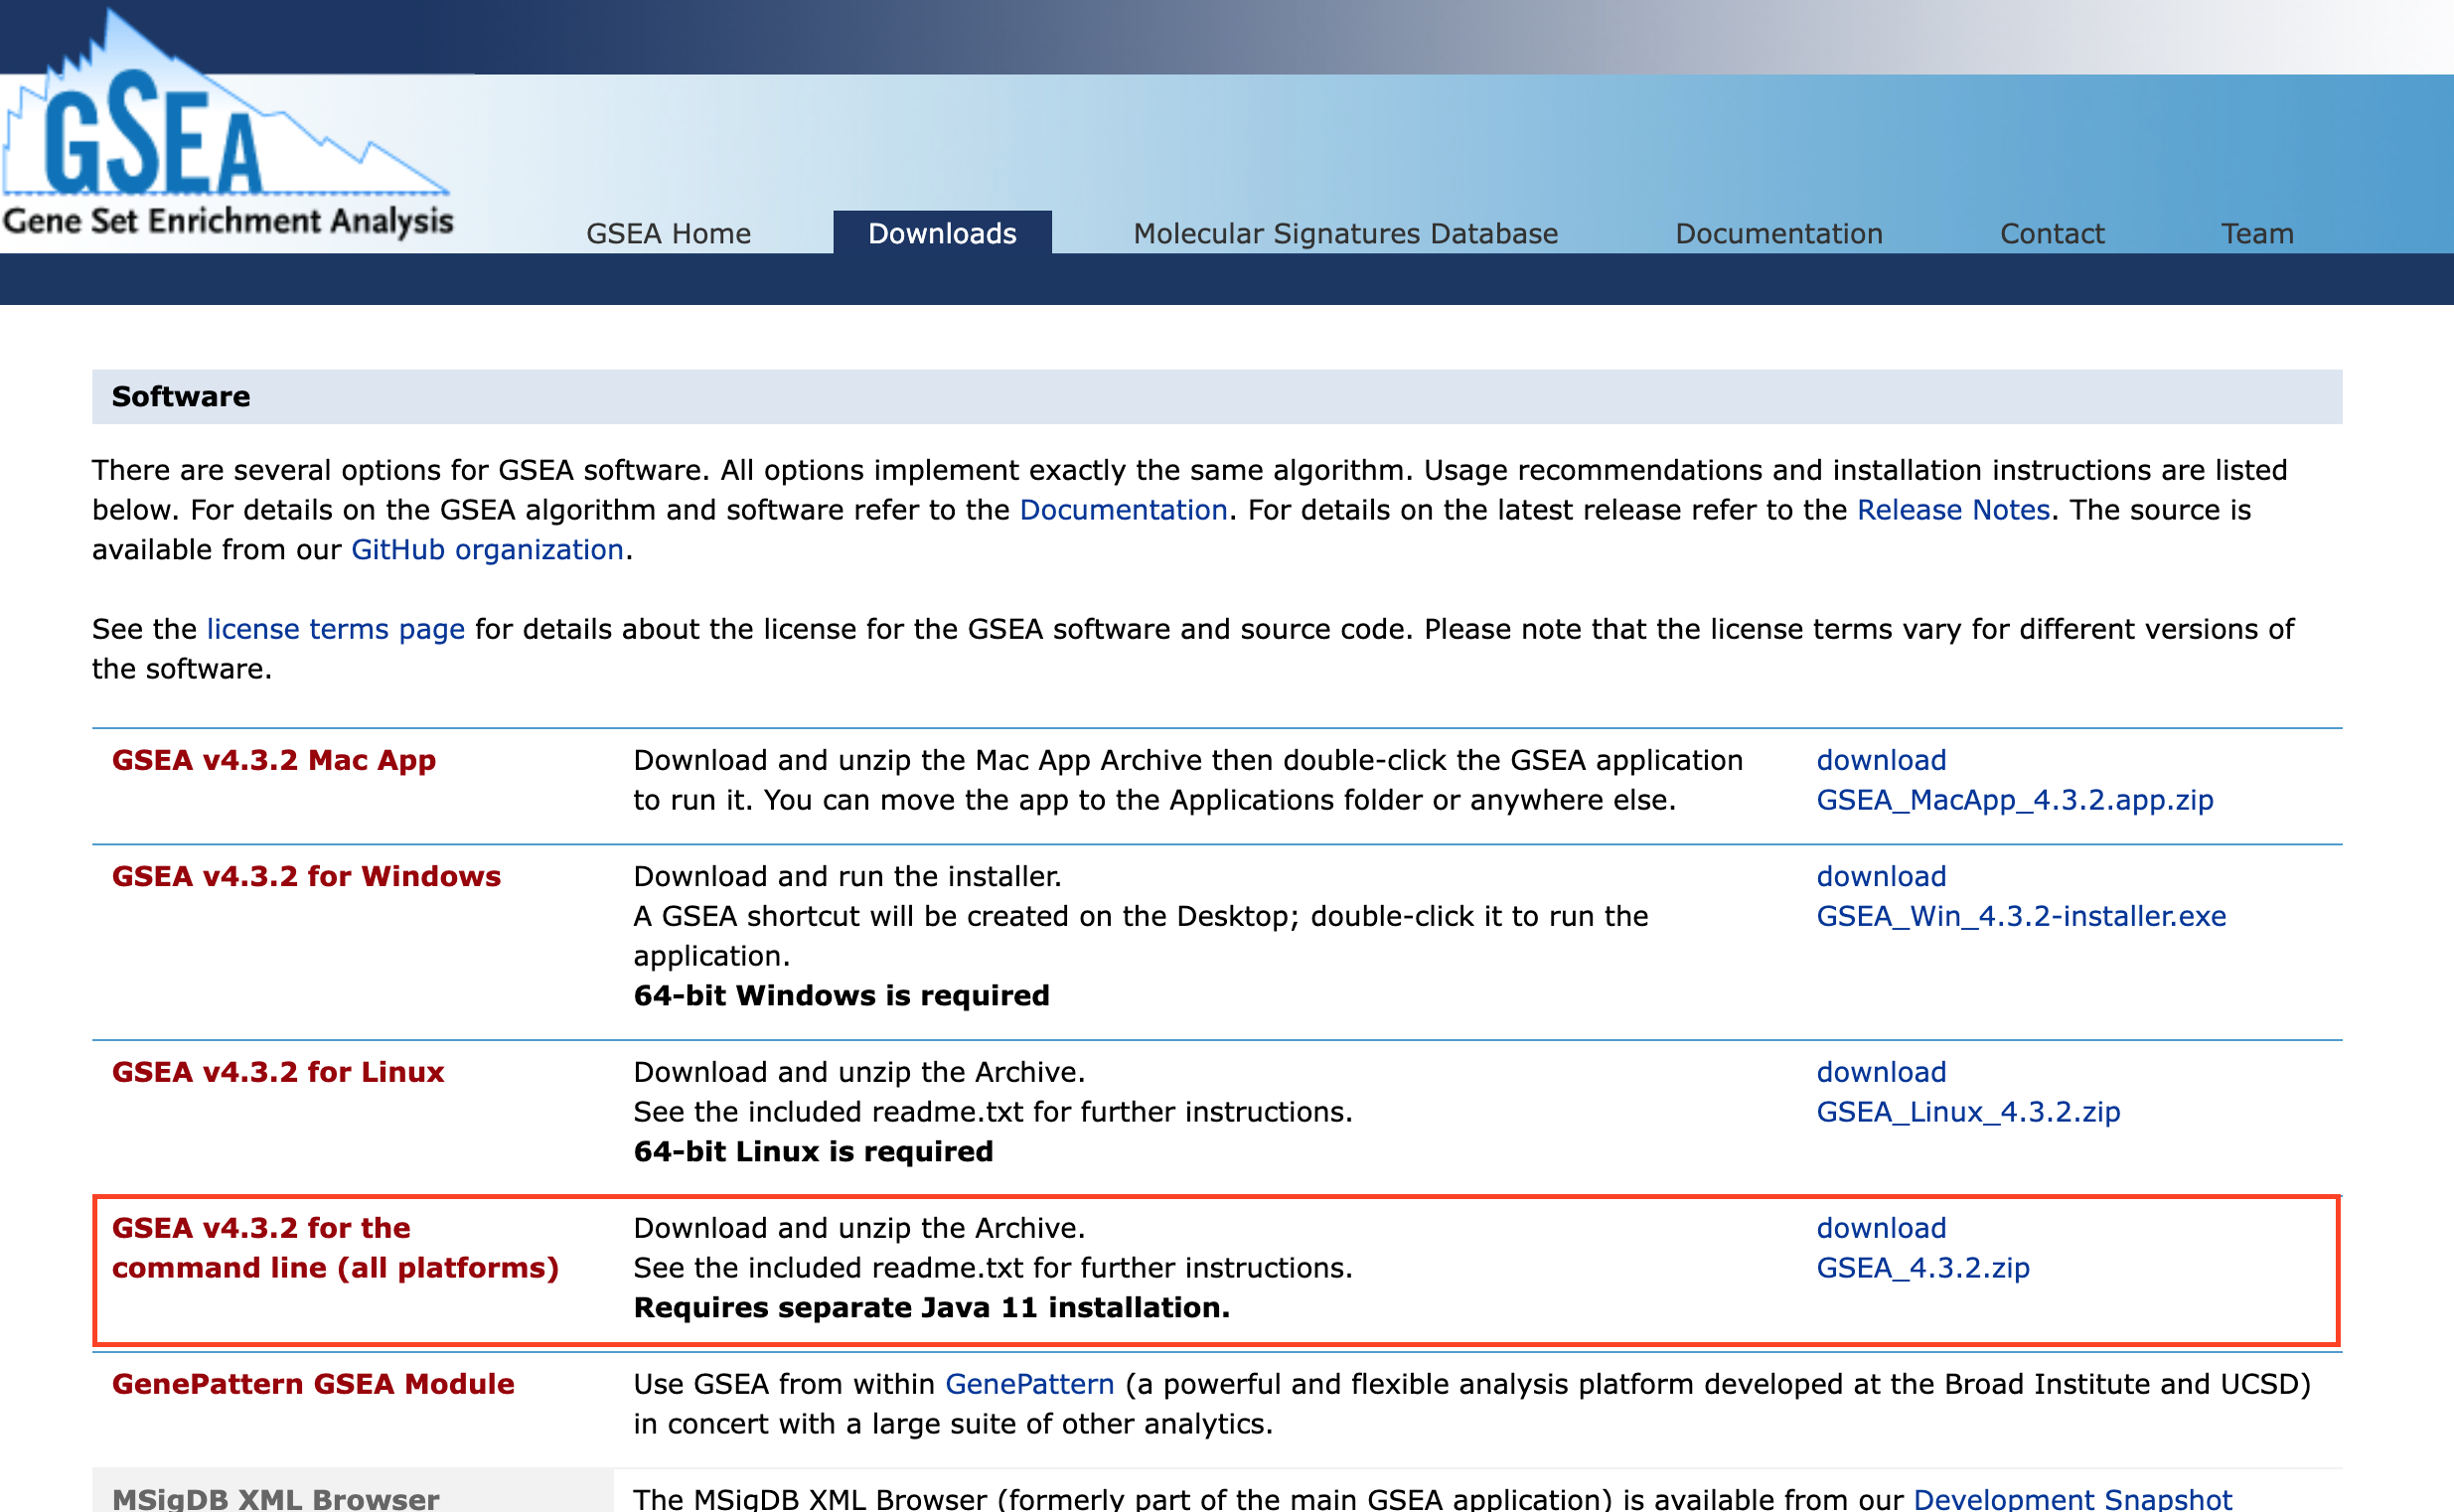 GSEA
Gene Set Enrichment Analysis
GSEA Home
Downloads
Molecular Signatures Database
Documentation
Contact
Team
Software
There are several options for GSEA software. All options implement exactly the same algorithm. Usage recommendations and installation instructions are listed
below. For details on the GSEA algorithm and software refer to the Documentation. For details on the latest release refer to the Release Notes. The source is
available from our GitHub organization.
See the license terms page for details about the license for the GSEA software and source code. Please note that the license terms vary for different versions of
the software.
GSEA v4.3.2 Mac App
Download and unzip the Mac App Archive then double-click the GSEA application
to run it. You can move the app to the Applications folder or anywhere else.
download
GSEA_MacApp_4.3.2.app.zip
GSEA v4.3.2 for Windows
Download and run the installer.
A GSEA shortcut will be created on the Desktop; double-click it to run the
application.
64-bit Windows is required
download
GSEA_Win_4.3.2-installer.exe
GSEA v4.3.2 for Linux
Download and unzip the Archive.
See the included readme.txt for further instructions.
64-bit Linux is required
download
GSEA_Linux_4.3.2.zip
GSEA v4.3.2 for the
command line (all platforms)
Download and unzip the Archive.
See the included readme.txt for further instructions.
Requires separate Java 11 installation.
download
GSEA_4.3.2.zip
GenePattern GSEA Module
Use GSEA from within GenePattern (a powerful and flexible analysis platform developed at the Broad Institute and UCSD)
in concert with a large suite of other analytics.
MSigDB XML Browser
The MSigDB XML Browser (formerly part of the main GSEA application) is available from our Development Snapshot